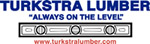 TURKSTRA LUMBER
"ALWAYS ON THE LEVEL"
www.turkstralumber.com